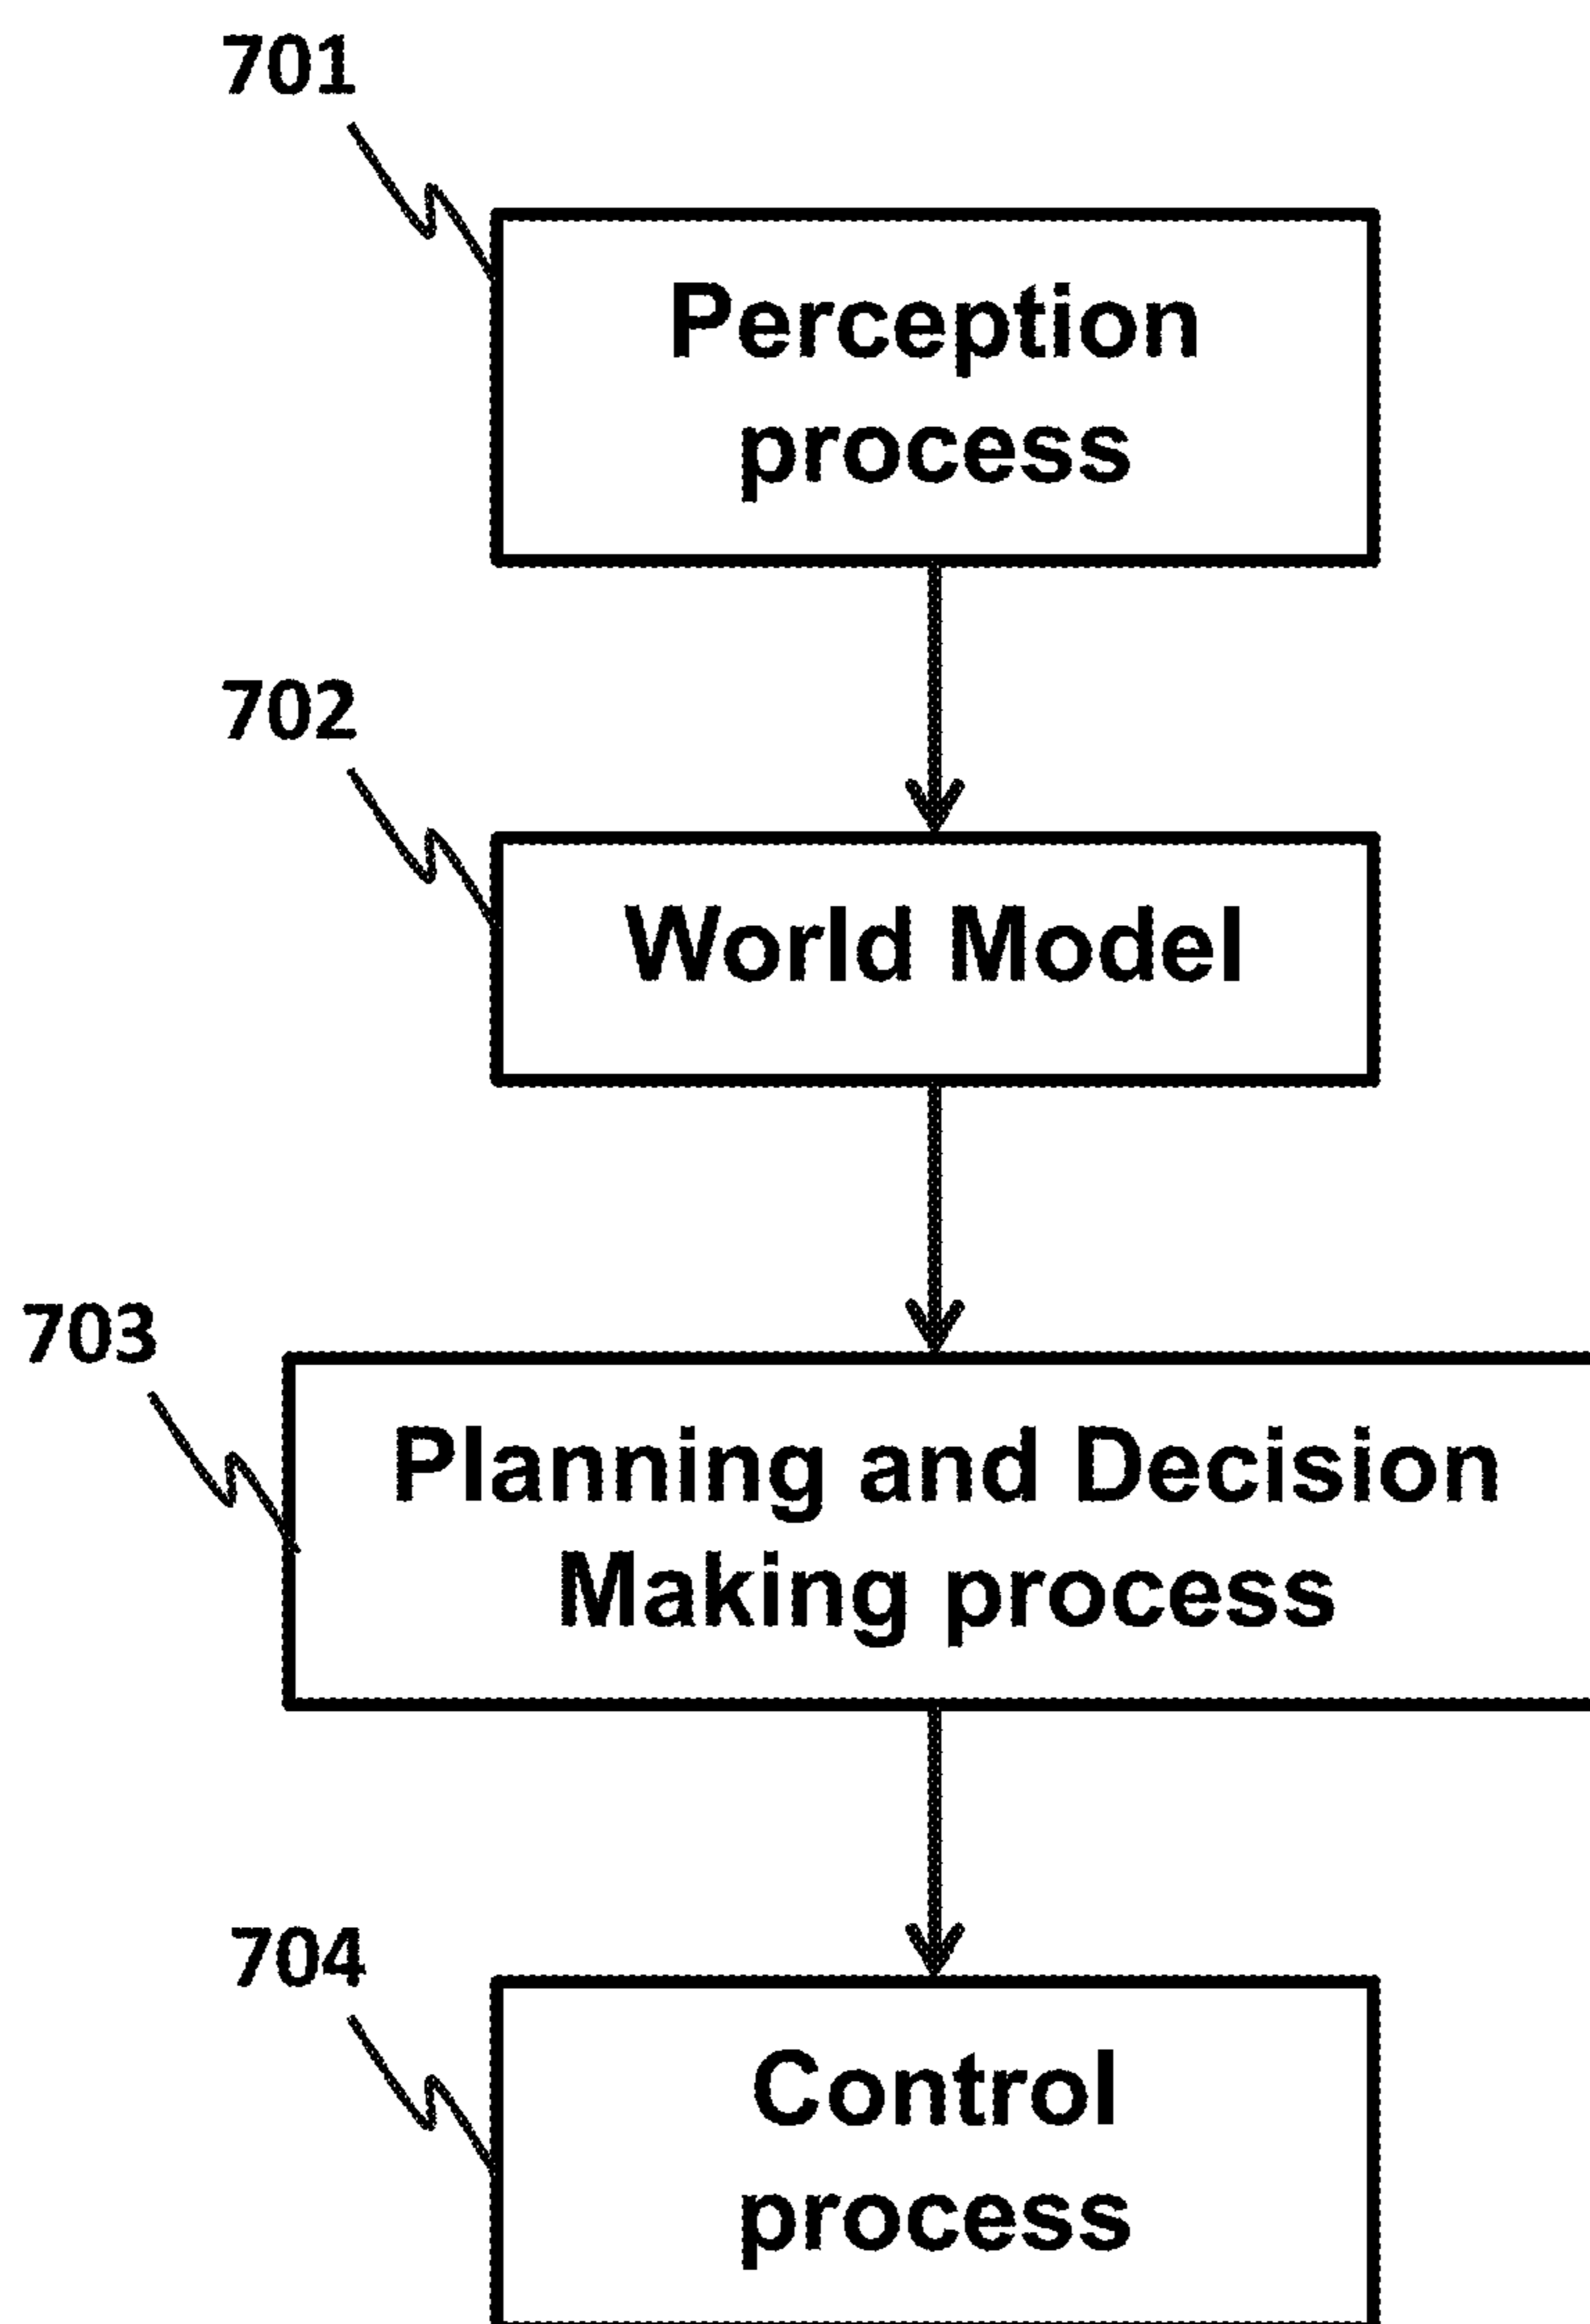 701
Perception
process
702
World Model
703
Planning and Decision
Making process
704
Control
process